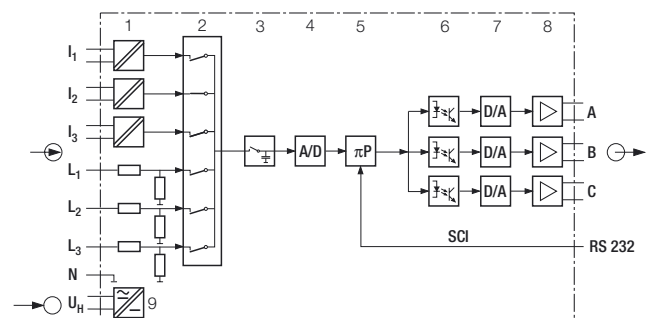 1 2 3 4 5 6 7 8
I1
I2
I3
A
A/D πP D/A
D/A B
D/A C
L1
L2
L3
SCI
RS 232
N
UH
9